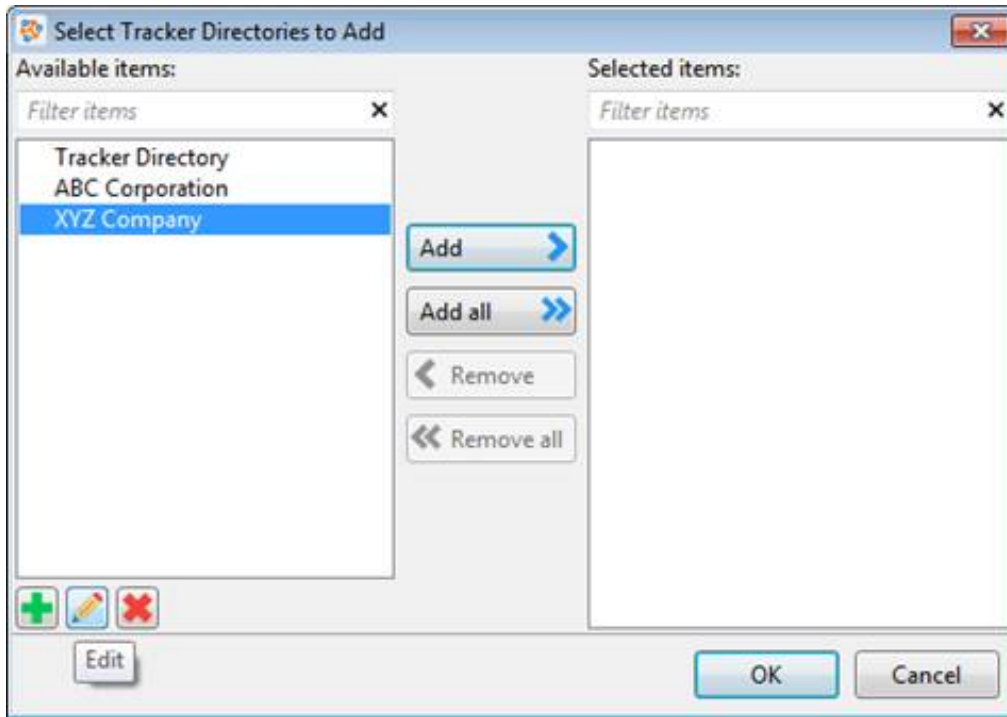 Select Tracker Directories to Add
Available items:
Selected items:
Filter items
Filter items
Tracker Directory
ABC Corporation
XYZ Company
Add
Add all
Remove
Remove all
Edit
OK
Cancel